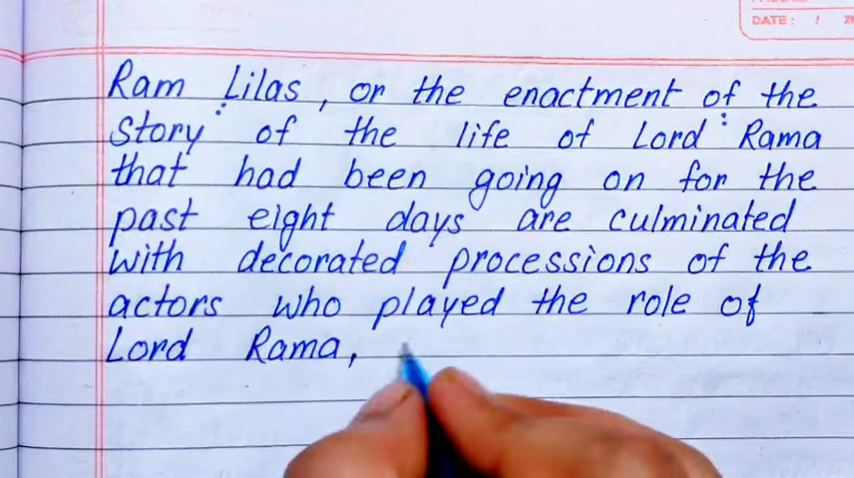 DATE: /
Ram Lilas, or the enactment of the
story of the life of Lord Rama
that had been going on for the
past eight days are culminated
with decorated processions of the
actors who played the role of
Lord Rama,